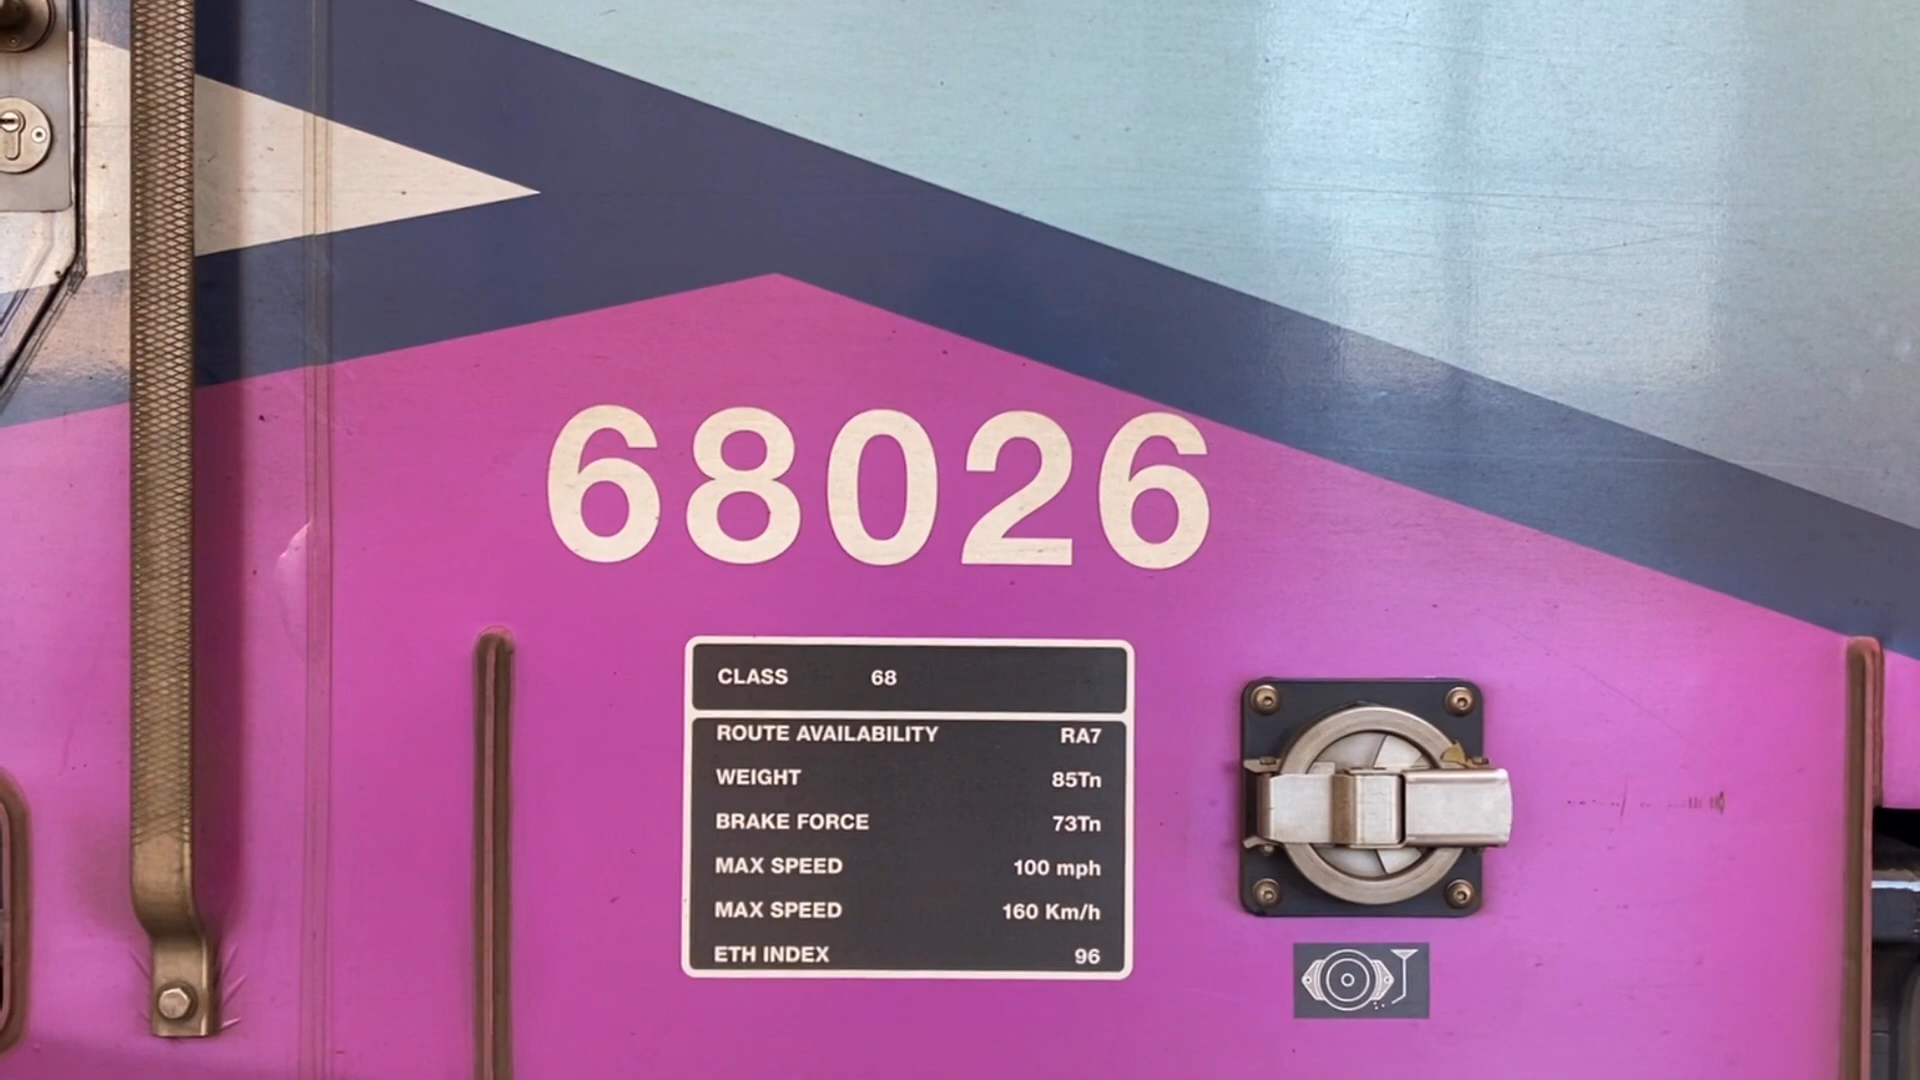 68026
CLASS 68
ROUTE AVAILABILITY RA7
WEIGHT 85Tn
BRAKE FORCE 73Tn
MAX SPEED 100 mph
MAX SPEED 160 Km/h
ETH INDEX 96